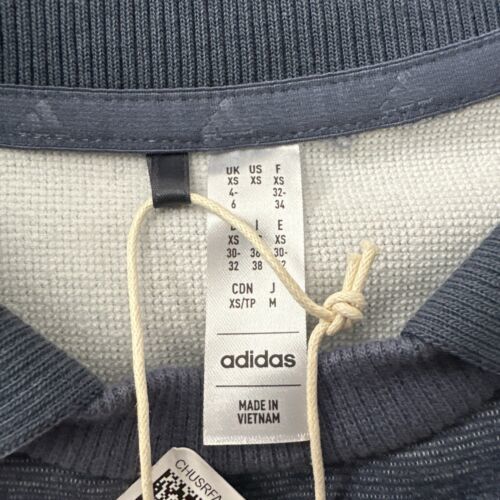 UK US F
XS XS XS
4- 32-
6 34
I E
XS XS
30- 36 30-
32 38
CDN J
XS/TP M
adidas
MADE IN
VIETNAM